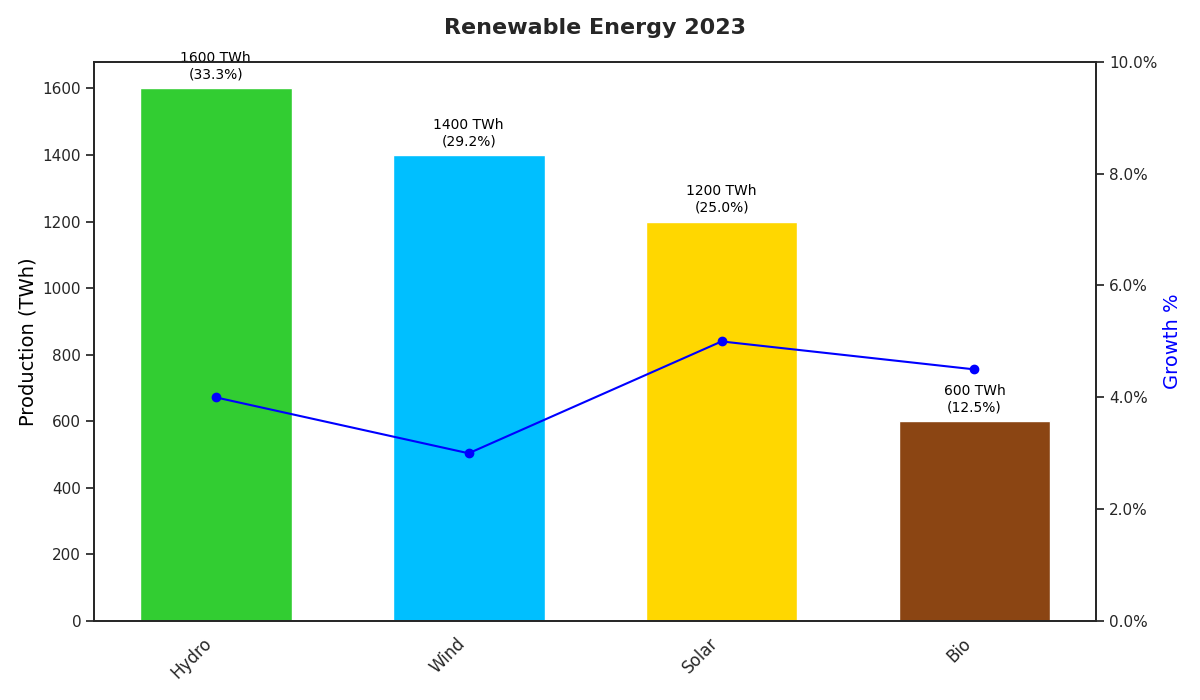 Renewable Energy 2023
1600 TWh
(33.3%)
1400 TWh
(29.2%)
1200 TWh
(25.0%)
600 TWh
(12.5%)
Production (TWh)
1600
1400
1200
1000
800
600
400
200
0
10.0%
8.0%
6.0%
4.0%
2.0%
0.0%
Growth %
Hydro
Wind
Solar
Bio